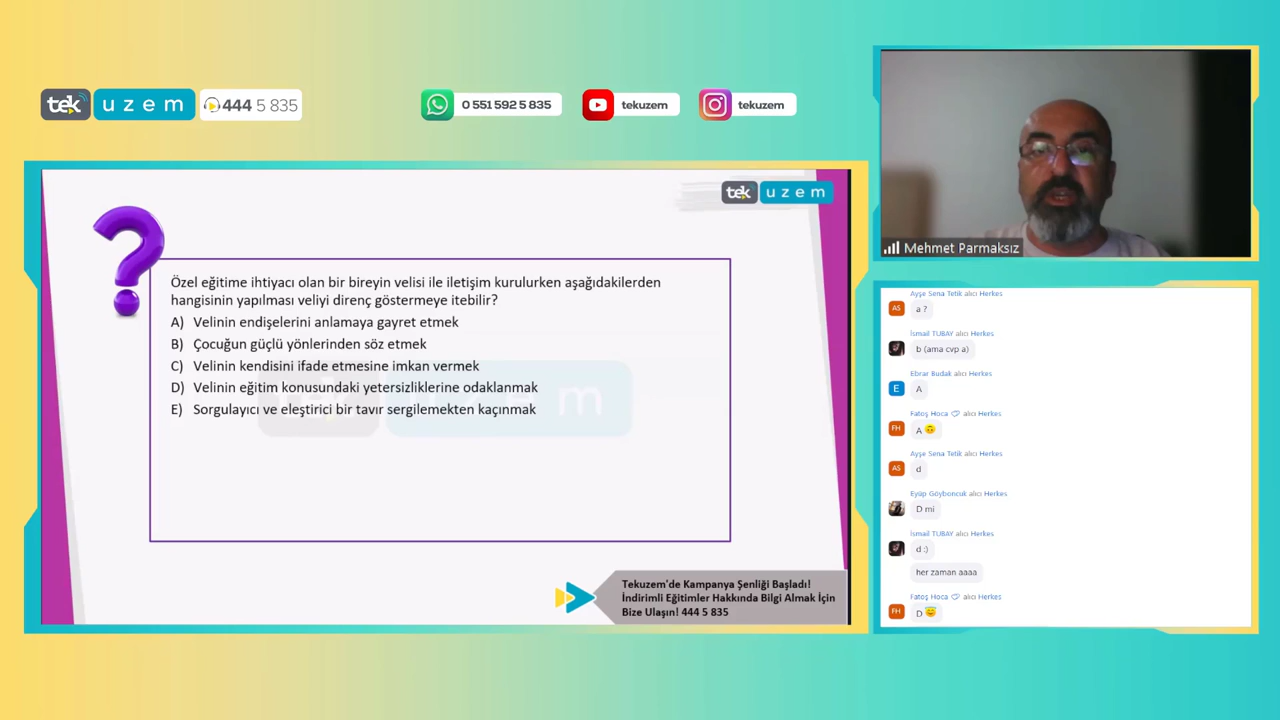 tek uzem 444 5 835
0 551 592 5 835
tekuzem
tekuzem
tek uzem
Özel eğitime ihtiyacı olan bir bireyin velisi ile iletişim kurulurken aşağıdakilerden
hangisinin yapılması veliyi direnç göstermeye itebilir?
A) Velinin endişelerini anlamaya gayret etmek
B) Çocuğun güçlü yönlerinden söz etmek
C) Velinin kendisini ifade etmesine imkan vermek
D) Velinin eğitim konusundaki yetersizliklerine odaklanmak
E) Sorgulayıcı ve eleştirici bir tavır sergilemekten kaçınmak
Tekuzem'de Kampanya Şenliği Başladı!
İndirimli Eğitimler Hakkında Bilgi Almak İçin
Bize Ulaşın! 444 5 835
Mehmet Parmaksız
Ayşe Sena Tetik alıcı Herkes
AS a ?
İsmail TUBAY alıcı Herkes
b (ama cvp a)
Ebrar Budak alıcı Herkes
E A
Fatoş Hoca alıcı Herkes
FH A 🙃
Ayşe Sena Tetik alıcı Herkes
AS d
Eyüp Göyboncuk alıcı Herkes
D mi
İsmail TUBAY alıcı Herkes
d :)
her zaman aaaa
Fatoş Hoca alıcı Herkes
FH D 😇